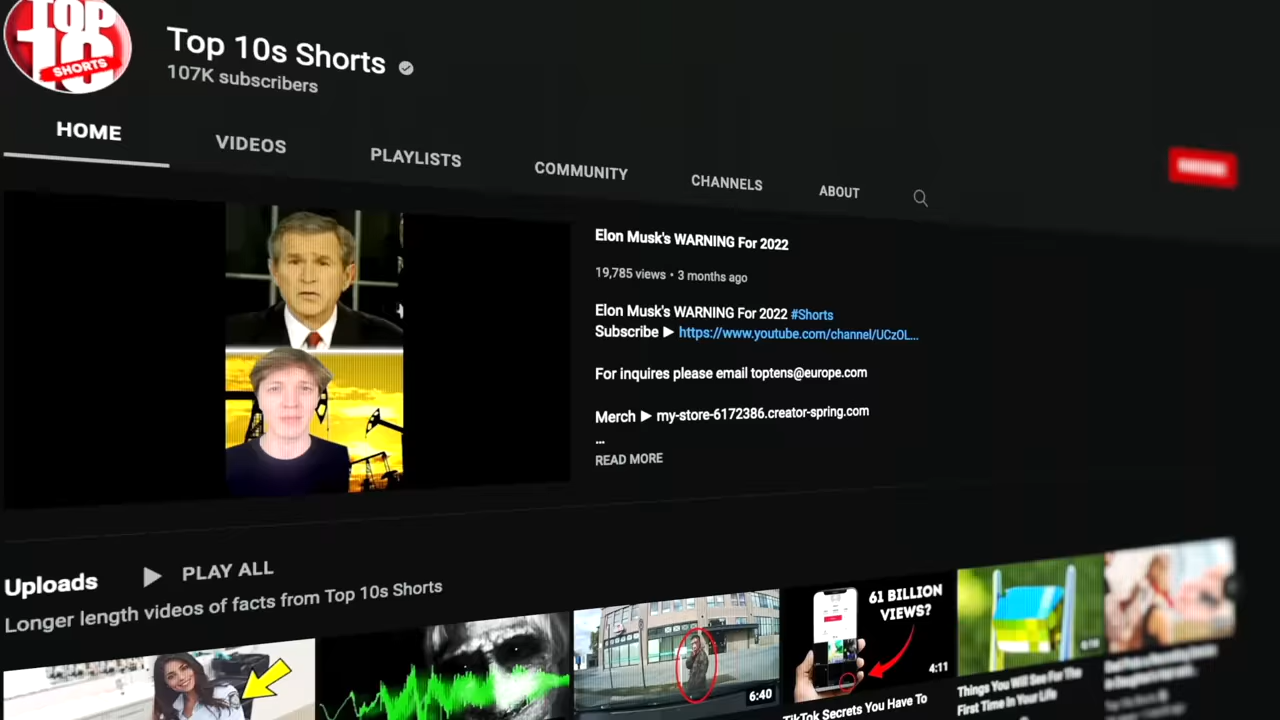 TOP
10
SHORTS
Top 10s Shorts
107K subscribers
HOME
VIDEOS
PLAYLISTS
COMMUNITY
CHANNELS
ABOUT
Elon Musk's WARNING For 2022
19,785 views • 3 months ago
Elon Musk's WARNING For 2022 #Shorts
Subscribe ▶ https://www.youtube.com/channel/UCzOL...
For inquires please email toptens@europe.com
Merch ▶ my-store-6172386.creator-spring.com
...
READ MORE
Uploads
PLAY ALL
Longer length videos of facts from Top 10s Shorts
61 BILLION
VIEWS?
6:40
4:11
TikTok Secrets You Have To
Things You Will See For The
First Time in Your Life